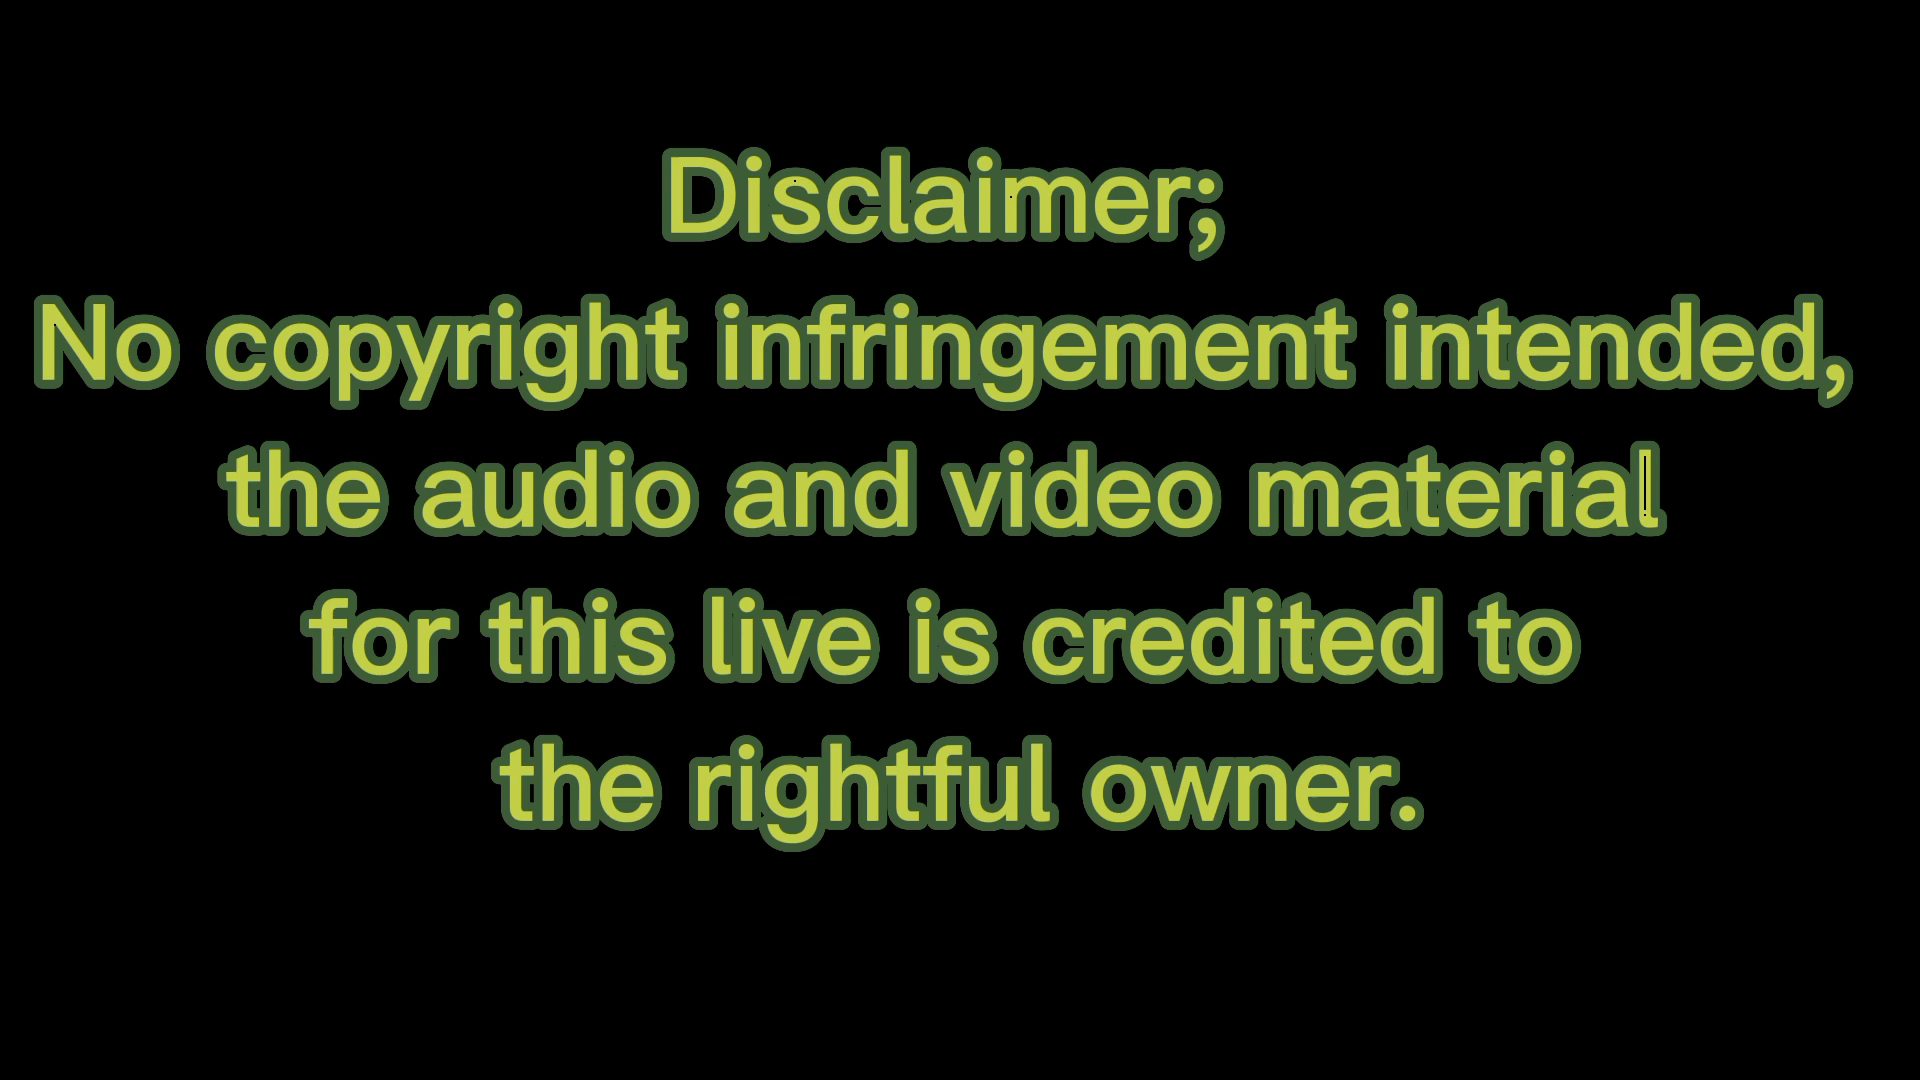 Disclaimer;
No copyright infringement intended,
the audio and video material
for this live is credited to
the rightful owner.